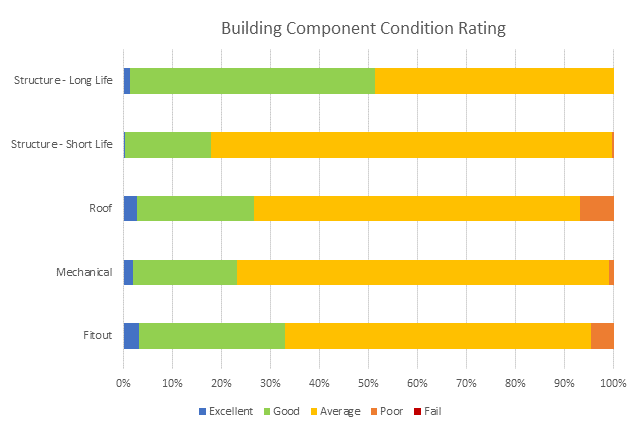 Building Component Condition Rating
Structure - Long Life
Structure - Short Life
Roof
Mechanical
Fitout
0% 10% 20% 30% 40% 50% 60% 70% 80% 90% 100%
Excellent Good Average Poor Fail